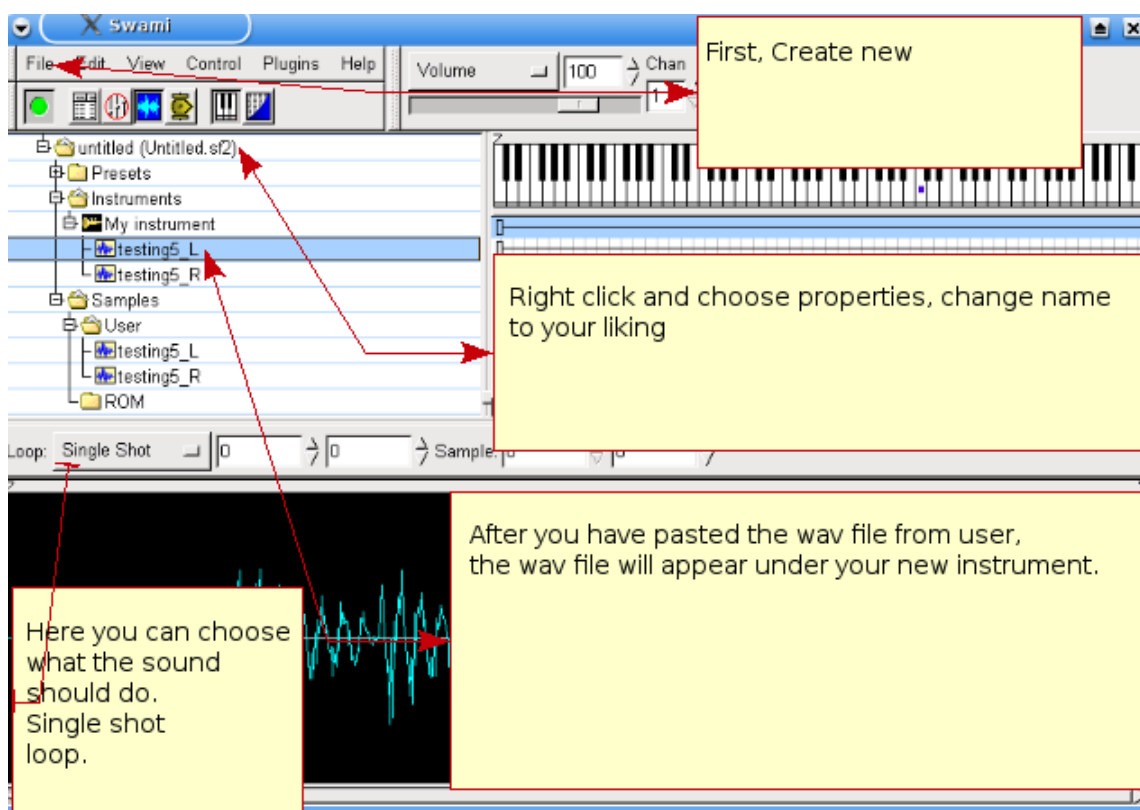 Swami
First, Create new
File Edit View Control Plugins Help
Volume 100 Chan
1
untitled (Untitled.sf2)
Presets
Instruments
My instrument
testing5_L
testing5_R
Right click and choose properties, change name
to your liking
Samples
User
testing5_L
testing5_R
ROM
Loop: Single Shot 0 0 Sample: 0 0
After you have pasted the wav file from user,
the wav file will appear under your new instrument.
Here you can choose
what the sound
should do.
Single shot
loop.